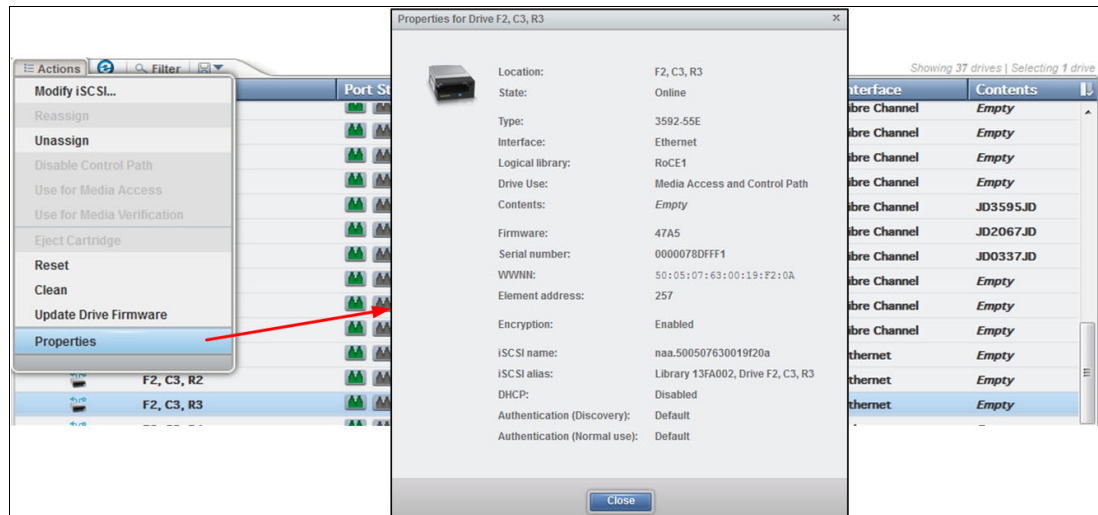 Properties for Drive F2, C3, R3
Location: F2, C3, R3
State: Online
Type: 3592-55E
Interface: Ethernet
Logical library: RoCE1
Drive Use: Media Access and Control Path
Contents: Empty
Firmware: 47A5
Serial number: 0000078DFFF1
WWNN: 50:05:07:63:00:19:F2:0A
Element address: 257
Encryption: Enabled
iSCSI name: naa.500507630019f20a
iSCSI alias: Library 13FA002, Drive F2, C3, R3
DHCP: Disabled
Authentication (Discovery): Default
Authentication (Normal use): Default
Close
Actions Filter
Modify iSCSI...
Reassign
Unassign
Disable Control Path
Use for Media Access
Use for Media Verification
Eject Cartridge
Reset
Clean
Update Drive Firmware
Properties
Showing 37 drives | Selecting 1 drive
Port St nterface Contents
ibre Channel Empty
ibre Channel Empty
ibre Channel Empty
ibre Channel Empty
ibre Channel JD3595JD
ibre Channel JD2067JD
ibre Channel JD0337JD
ibre Channel Empty
ibre Channel Empty
ibre Channel Empty
thernet Empty
F2, C3, R2 thernet Empty
F2, C3, R3 thernet Empty